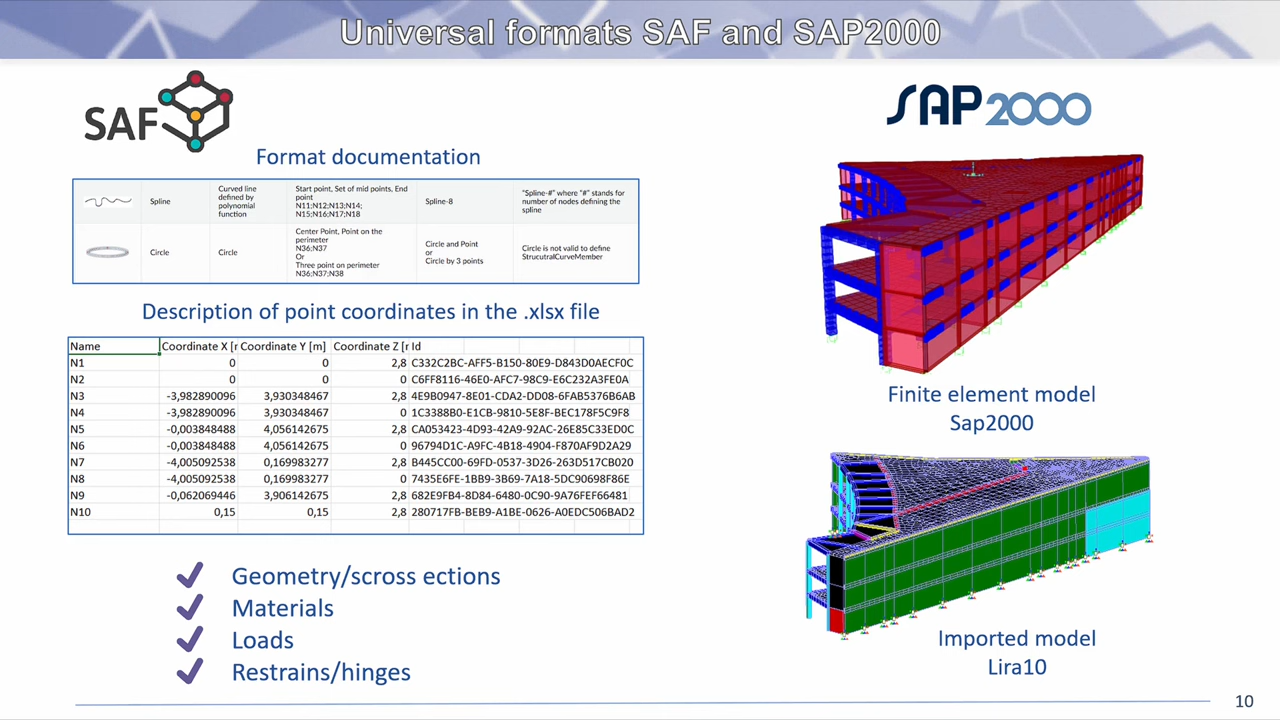 Universal formats SAF and SAP2000
SAF
Format documentation
Spline
Curved line
defined by
polynomial
function
Start point, Set of mid points, End
point
N11;N12;N13;N14;
N15;N16;N17;N18
Spline-8
"Spline-#" where "#" stands for
number of nodes defining the
spline
Circle
Circle
Center Point, Point on the
perimeter
N36;N37
Or
Three point on perimeter
N36;N37;N38
Circle and Point
or
Circle by 3 points
Circle is not valid to define
StrucutralCurveMember
Description of point coordinates in the .xlsx file
Name Coordinate X [r Coordinate Y [m] Coordinate Z [r Id
N1 0 0 2,8 C332C2BC-AFF5-B150-80E9-D843D0AECF0C
N2 0 0 0 C6FF8116-46E0-AFC7-98C9-E6C232A3FE0A
N3 -3,982890096 3,930348467 2,8 4E9B0947-8E01-CDA2-DD08-6FAB5376B6AB
N4 -3,982890096 3,930348467 0 1C3388B0-E1CB-9810-5E8F-BEC178F5C9F8
N5 -0,003848488 4,056142675 2,8 CA053423-4D93-42A9-92AC-26E85C33ED0C
N6 -0,003848488 4,056142675 0 96794D1C-A9FC-4B18-4904-F870AF9D2A29
N7 -4,005092538 0,169983277 2,8 B445CC00-69FD-0537-3D26-263D517CB020
N8 -4,005092538 0,169983277 0 7435E6FE-1BB9-3B69-7A18-5DC90698F86E
N9 -0,062069446 3,906142675 2,8 682E9FB4-8D84-6480-0C90-9A76FEF66481
N10 0,15 0,15 2,8 280717FB-BEB9-A1BE-0626-A0EDC506BAD2
Geometry/scross ections
Materials
Loads
Restrains/hinges
SAP2000
Finite element model
Sap2000
Imported model
Lira10
10